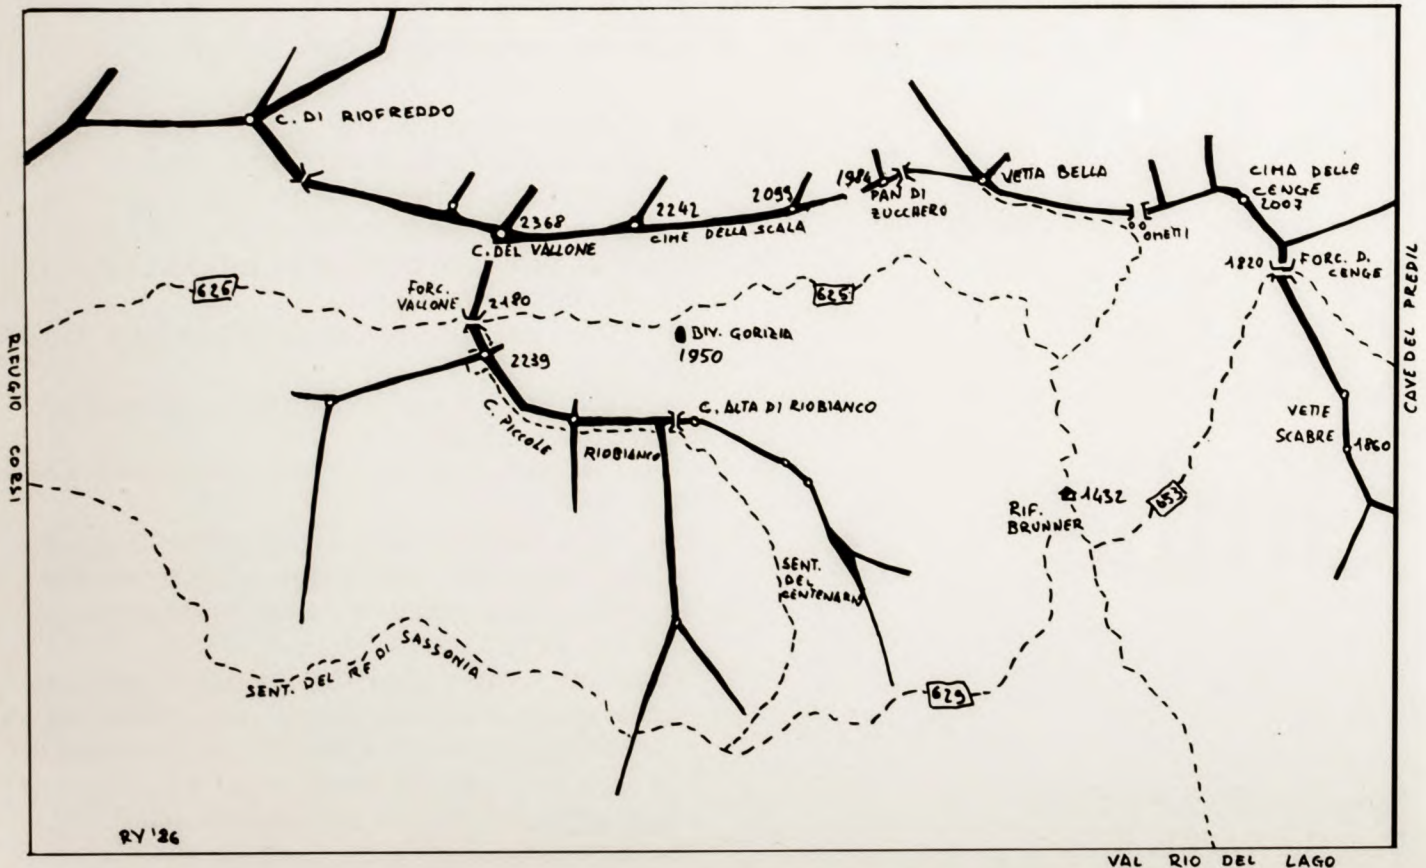 C. DI RIOFREDDO
1984
PAN DI
ZUCCHERO
VETTA BELLA
CIMA DELLE
CENGE
2007
2368
C. DEL VALLONE
2242
2099
CIME DELLA SCALA
OMETTI
1820
FORC. D.
CENGE
626
FORC.
VALLONE
2180
625
BIV. GORIZIA
1950
2239
C. PICCOLE
RIOBIANCO
C. ALTA DI RIOBIANCO
VETTE
SCABRE
1860
RIF.
BRUNNER
1432
653
SENT.
DEL
CENTENARIO
SENT. DEL RE DI SASSONIA
629
RIFUGIO CORSI
CAVE DEL PREDIL
RY '86
VAL RIO DEL LAGO